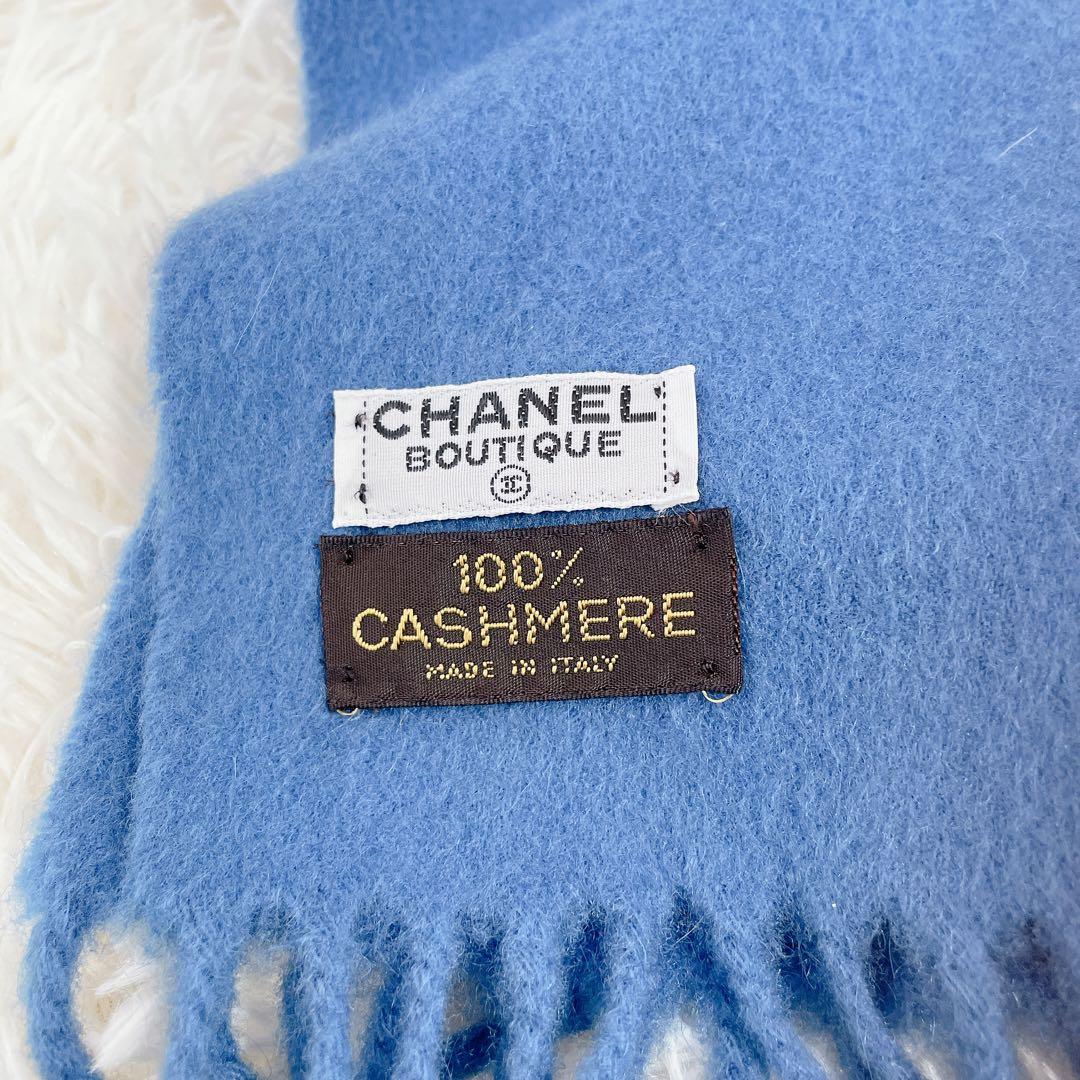 CHANEL
BOUTIQUE
100%
CASHMERE
MADE IN ITALY